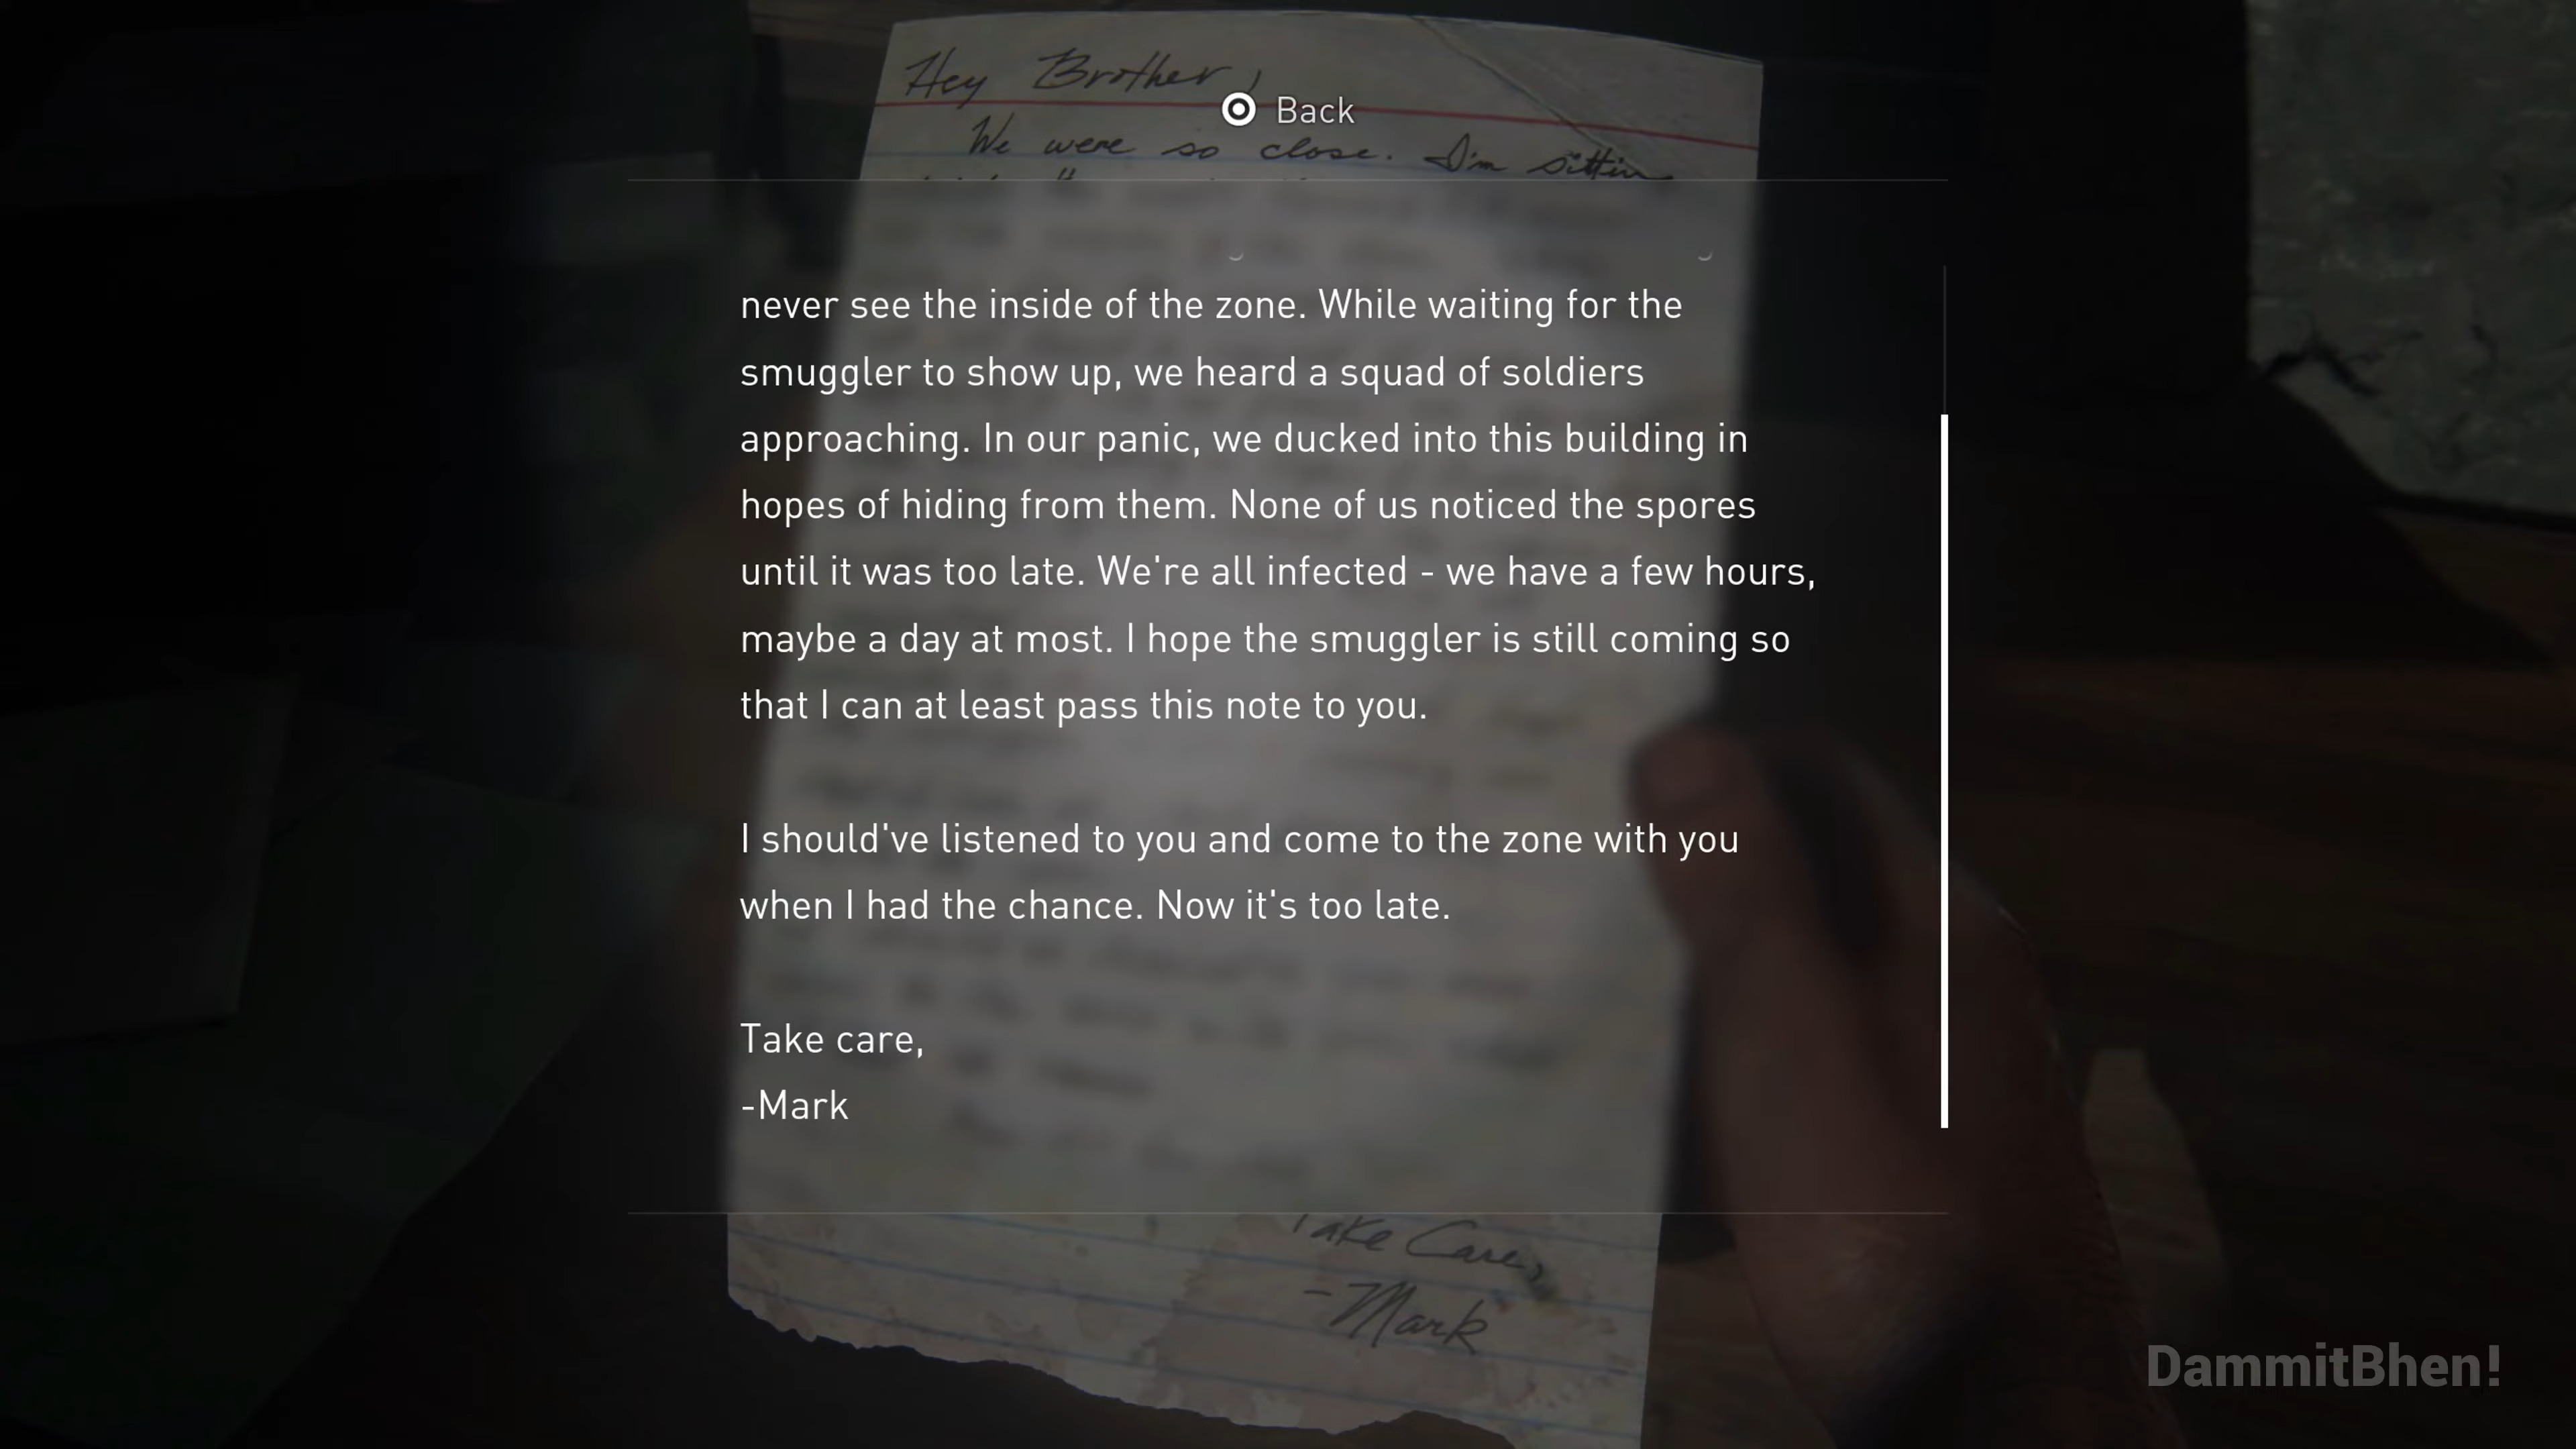 Hey Brother,
Back
We were so close. I'm sittin
never see the inside of the zone. While waiting for the
smuggler to show up, we heard a squad of soldiers
approaching. In our panic, we ducked into this building in
hopes of hiding from them. None of us noticed the spores
until it was too late. We're all infected - we have a few hours,
maybe a day at most. I hope the smuggler is still coming so
that I can at least pass this note to you.
I should've listened to you and come to the zone with you
when I had the chance. Now it's too late.
Take care,
-Mark
Take Care,
-Mark
DammitBhen!